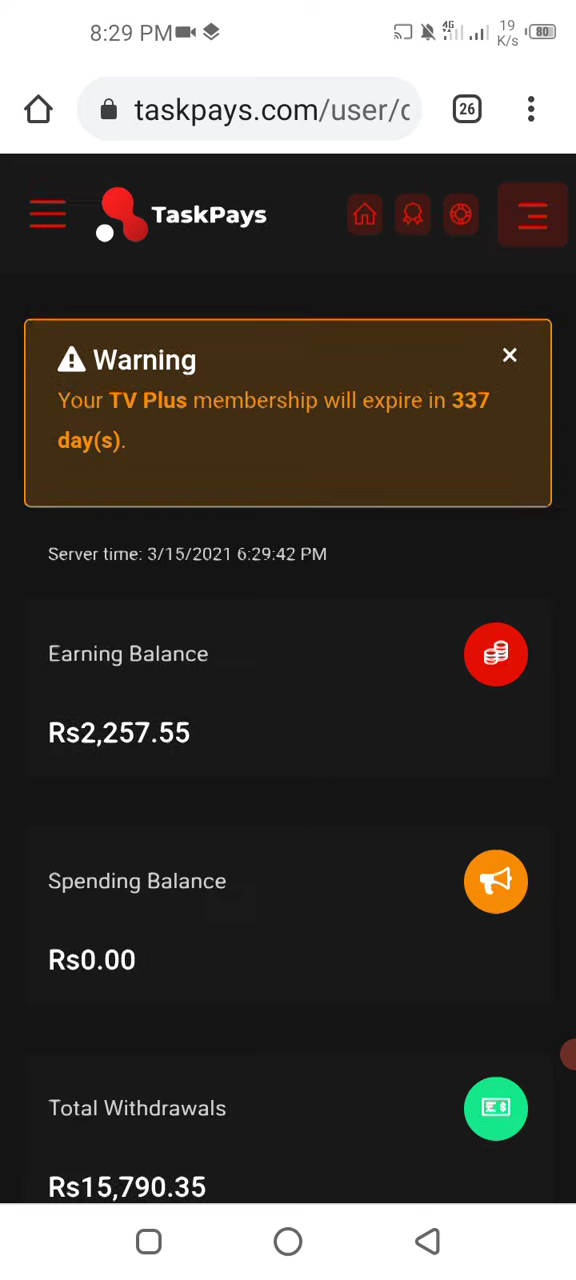 8:29 PM 4G 19 K/s 80
taskpays.com/user/c 26
TaskPays
Warning
Your TV Plus membership will expire in 337
day(s).
Server time: 3/15/2021 6:29:42 PM
Earning Balance
Rs2,257.55
Spending Balance
Rs0.00
Total Withdrawals
Rs15,790.35